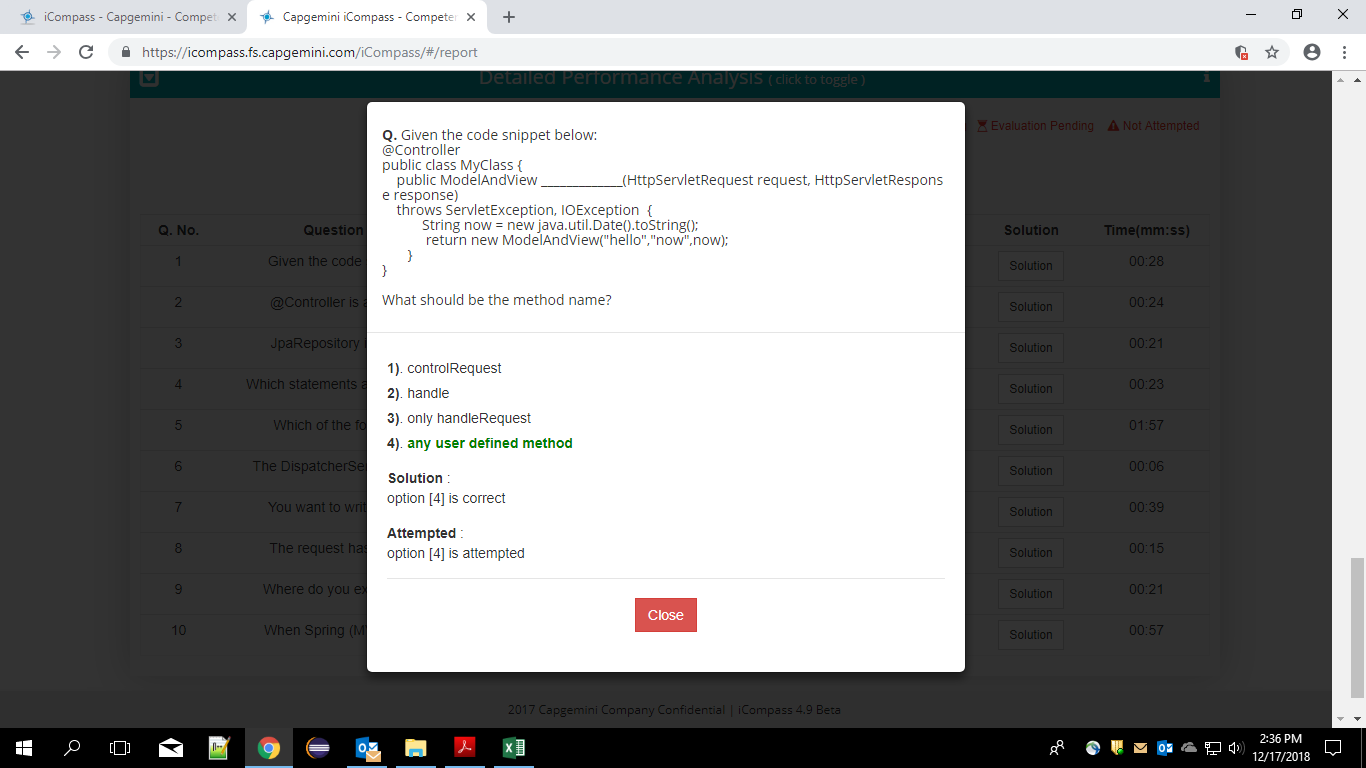 iCompass - Capgemini - Compet
Capgemini iCompass - Competen
https://icompass.fs.capgemini.com/iCompass/#/report
Detailed Performance Analysis ( click to toggle )
Evaluation Pending Not Attempted
Q. Given the code snippet below:
@Controller
public class MyClass {
public ModelAndView _____________(HttpServletRequest request, HttpServletRespons
e response)
throws ServletException, IOException {
String now = new java.util.Date().toString();
return new ModelAndView("hello","now",now);
}
}
What should be the method name?
1). controlRequest
2). handle
3). only handleRequest
4). any user defined method
Solution :
option [4] is correct
Attempted :
option [4] is attempted
Close
Q. No. Question Solution Time(mm:ss)
1 Given the code Solution 00:28
2 @Controller is Solution 00:24
3 JpaRepository Solution 00:21
4 Which statements Solution 00:23
5 Which of the fo Solution 01:57
6 The DispatcherSe Solution 00:06
7 You want to writ Solution 00:39
8 The request has Solution 00:15
9 Where do you ex Solution 00:21
10 When Spring (M Solution 00:57
2017 Capgemini Company Confidential | iCompass 4.9 Beta
2:36 PM
12/17/2018